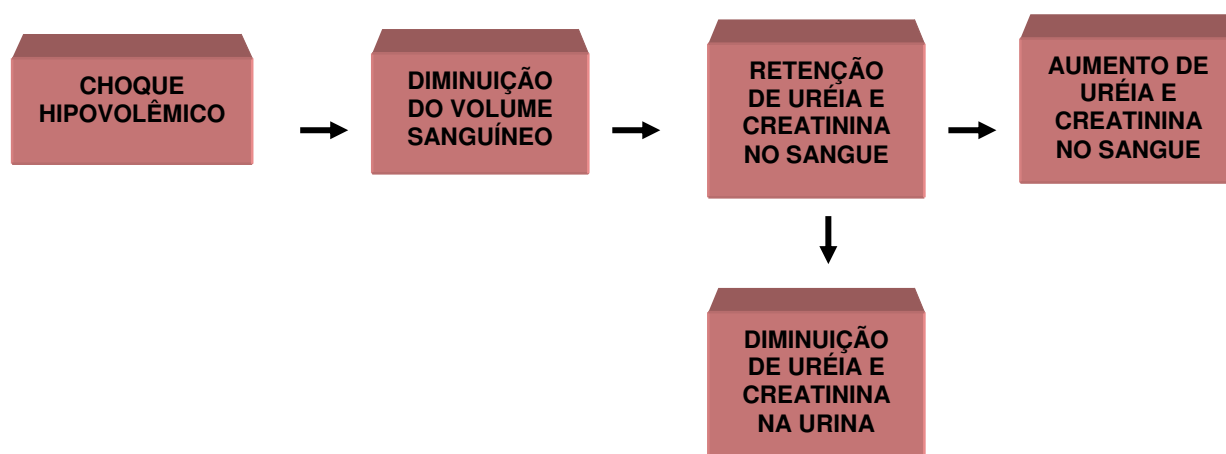 CHOQUE
HIPOVOLÊMICO
DIMINUIÇÃO
DO VOLUME
SANGUÍNEO
RETENÇÃO
DE URÉIA E
CREATININA
NO SANGUE
AUMENTO DE
URÉIA E
CREATININA
NO SANGUE
DIMINUIÇÃO
DE URÉIA E
CREATININA
NA URINA